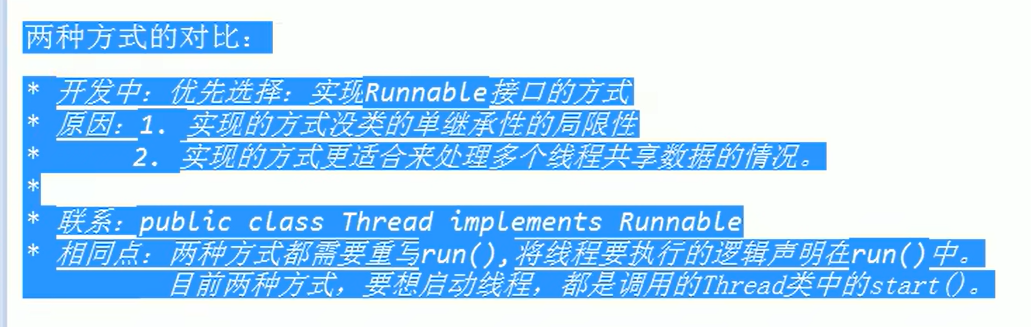 两种方式的对比：
* 开发中：优先选择：实现Runnable接口的方式
* 原因：1. 实现的方式没类的单继承性的局限性
* 2. 实现的方式更适合来处理多个线程共享数据的情况。
*
* 联系：public class Thread implements Runnable
* 相同点：两种方式都需要重写run(),将线程要执行的逻辑声明在run()中。
目前两种方式，要想启动线程，都是调用的Thread类中的start()。